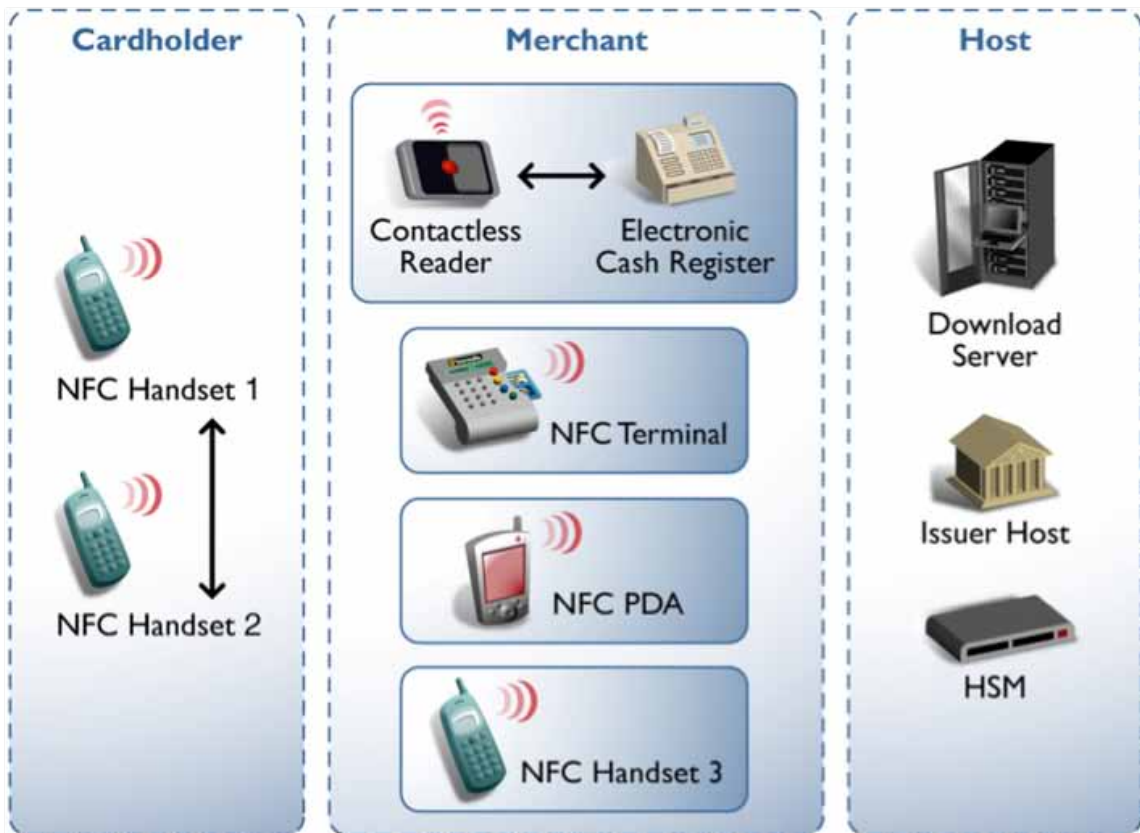 Cardholder
NFC Handset 1
NFC Handset 2
Merchant
Contactless
Reader
Electronic
Cash Register
NFC Terminal
NFC PDA
NFC Handset 3
Host
Download
Server
Issuer Host
HSM